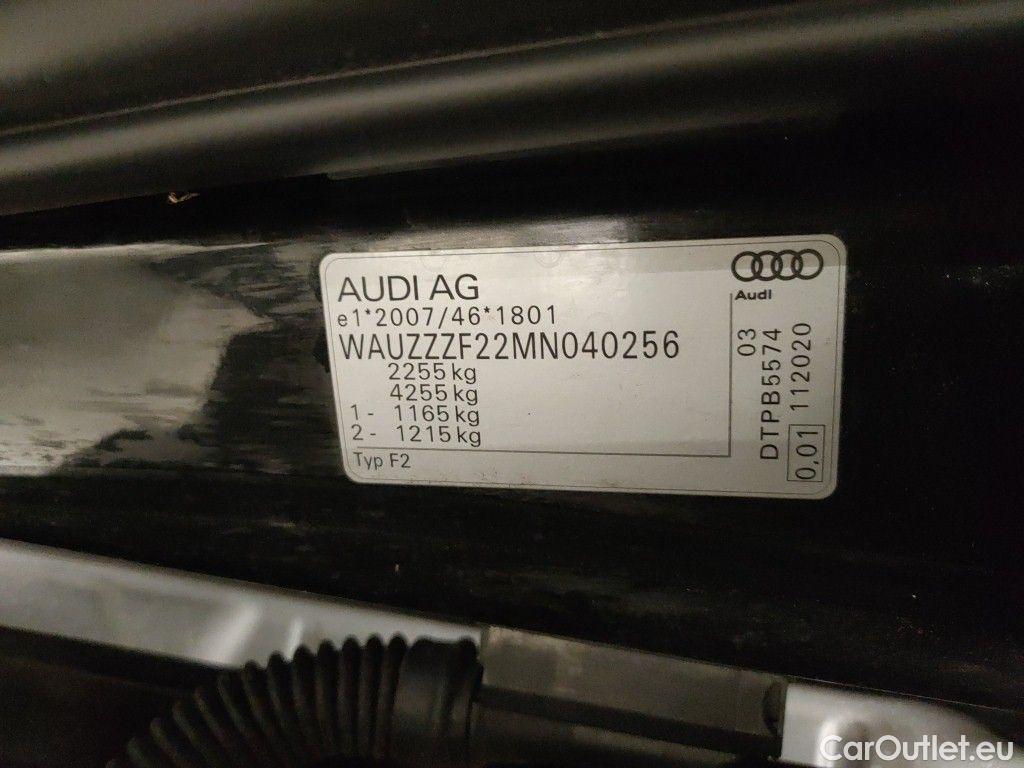 AUDI AG
e1*2007/46*1801
WAUZZZF22MN040256
2255 kg
4255 kg
1- 1165 kg
2- 1215 kg
Typ F2
Audi
03
DTPB5574
0,01 112020
CarOutlet.eu